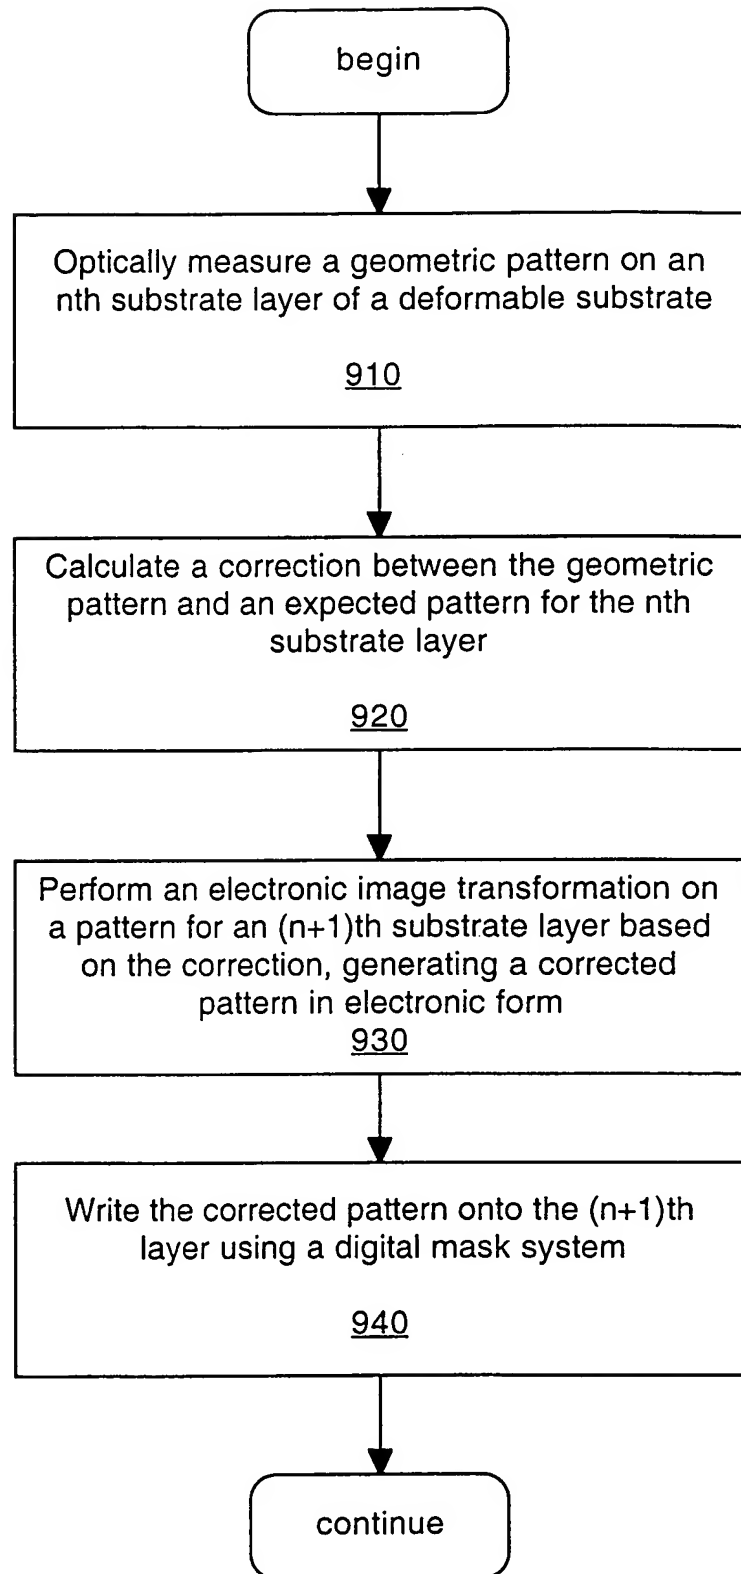 begin
Optically measure a geometric pattern on an
nth substrate layer of a deformable substrate
910
Calculate a correction between the geometric
pattern and an expected pattern for the nth
substrate layer
920
Perform an electronic image transformation on
a pattern for an (n+1)th substrate layer based
on the correction, generating a corrected
pattern in electronic form
930
Write the corrected pattern onto the (n+1)th
layer using a digital mask system
940
continue